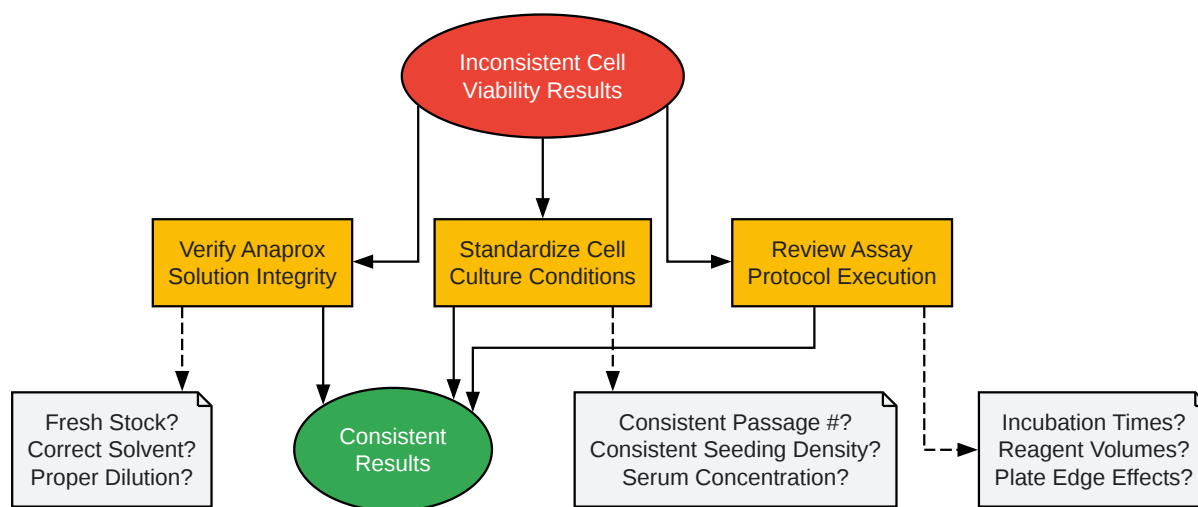 Inconsistent Cell
Viability Results
Verify Anaprox
Solution Integrity
Standardize Cell
Culture Conditions
Review Assay
Protocol Execution
Fresh Stock?
Correct Solvent?
Proper Dilution?
Consistent
Results
Consistent Passage #?
Consistent Seeding Density?
Serum Concentration?
Incubation Times?
Reagent Volumes?
Plate Edge Effects?